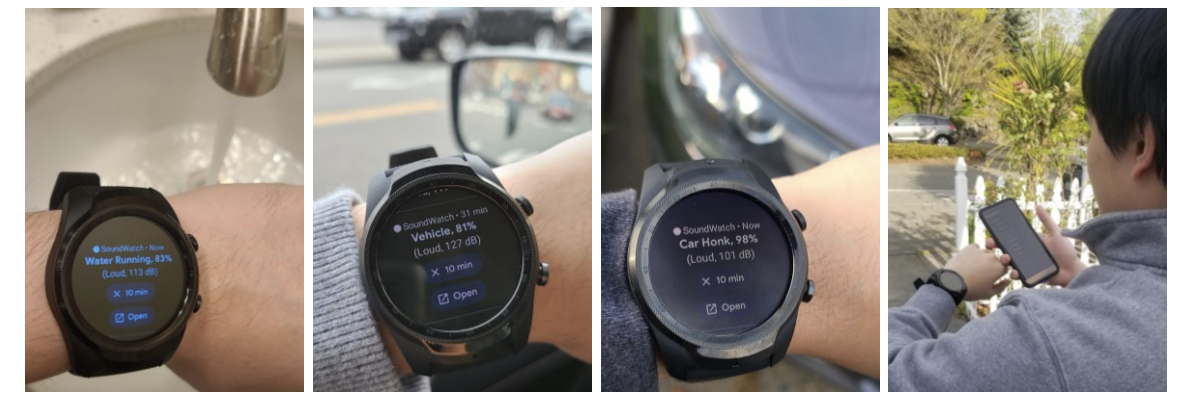 SoundWatch • Now
Water Running, 83%
(Loud, 113 dB)
10 min
Open
SoundWatch • 31 min
Vehicle, 81%
(Loud, 127 dB)
10 min
Open
SoundWatch • Now
Car Honk, 98%
(Loud, 101 dB)
10 min
Open